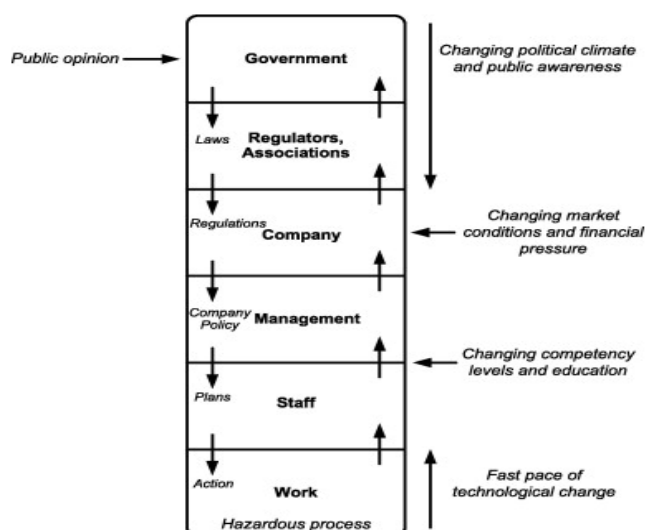 Public opinion
Government
Changing political climate
and public awareness
Laws
Regulators,
Associations
Regulations
Company
Changing market
conditions and financial
pressure
Company
Policy
Management
Changing competency
levels and education
Plans
Staff
Action
Work
Hazardous process
Fast pace of
technological change